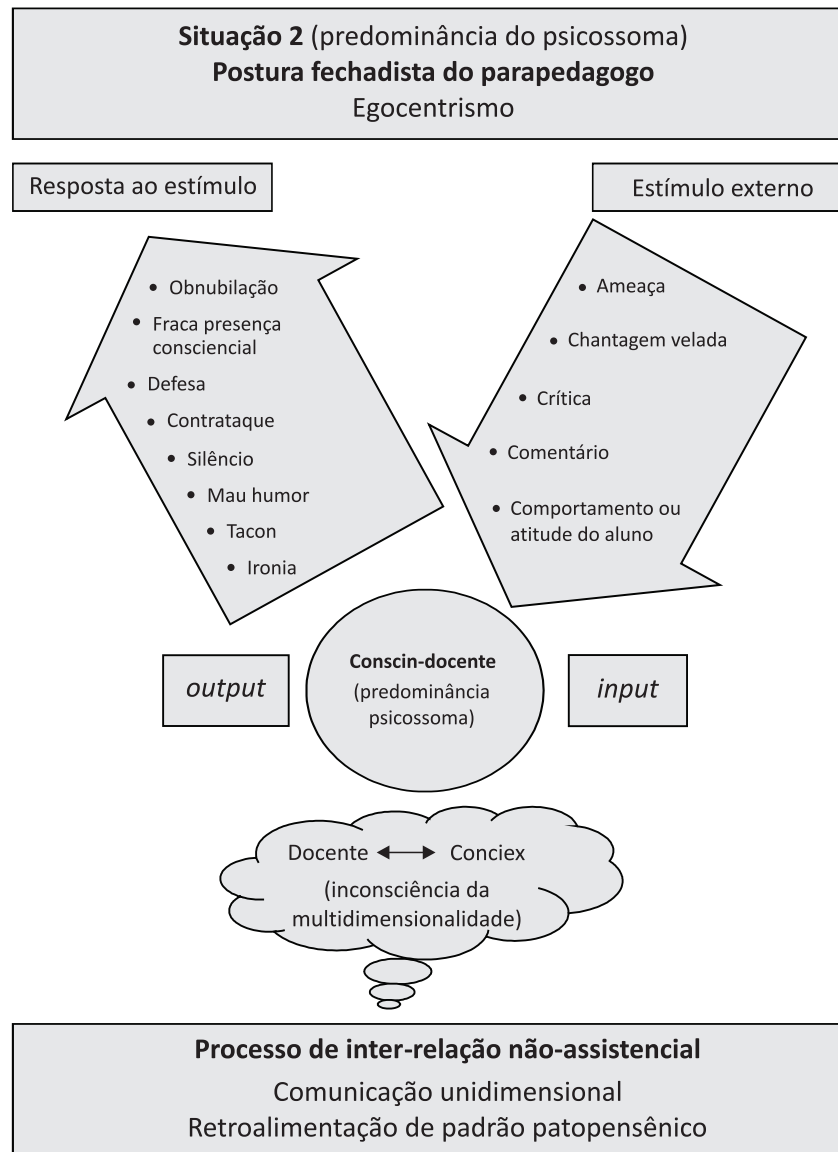 Situação 2 (predominância do psicossoma)
Postura fechadista do parapedagogo
Egocentrismo
Resposta ao estímulo
Estímulo externo
• Obnubilação
• Fraca presença
consciencial
• Defesa
• Contrataque
• Silêncio
• Mau humor
• Tacon
• Ironia
• Ameaça
• Chantagem velada
• Crítica
• Comentário
• Comportamento ou
atitude do aluno
output
Conscin-docente
(predominância
psicossoma)
input
Docente Conciex
(inconsciência da
multidimensionalidade)
Processo de inter-relação não-assistencial
Comunicação unidimensional
Retroalimentação de padrão patopensênico